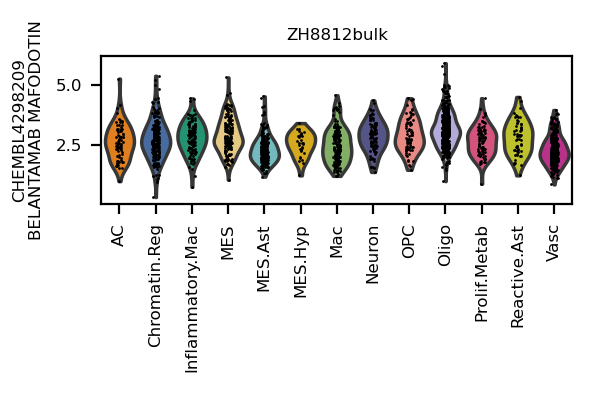 ZH8812bulk
CHEMBL4298209
BELANTAMAB MAFODOTIN
5.0
2.5
AC
Chromatin.Reg
Inflammatory.Mac
MES
MES.Ast
MES.Hyp
Mac
Neuron
OPC
Oligo
Prolif.Metab
Reactive.Ast
Vasc